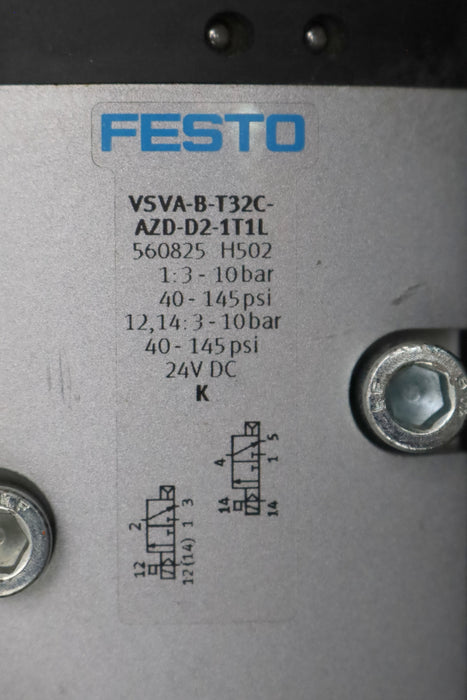 FESTO
VSVA-B-T32C-
AZD-D2-1T1L
560825 H502
1: 3 - 10 bar
40 - 145 psi
12,14: 3 - 10 bar
40 - 145 psi
24V DC
K
4
5
1
14
14
2
3
1
12
12(14)